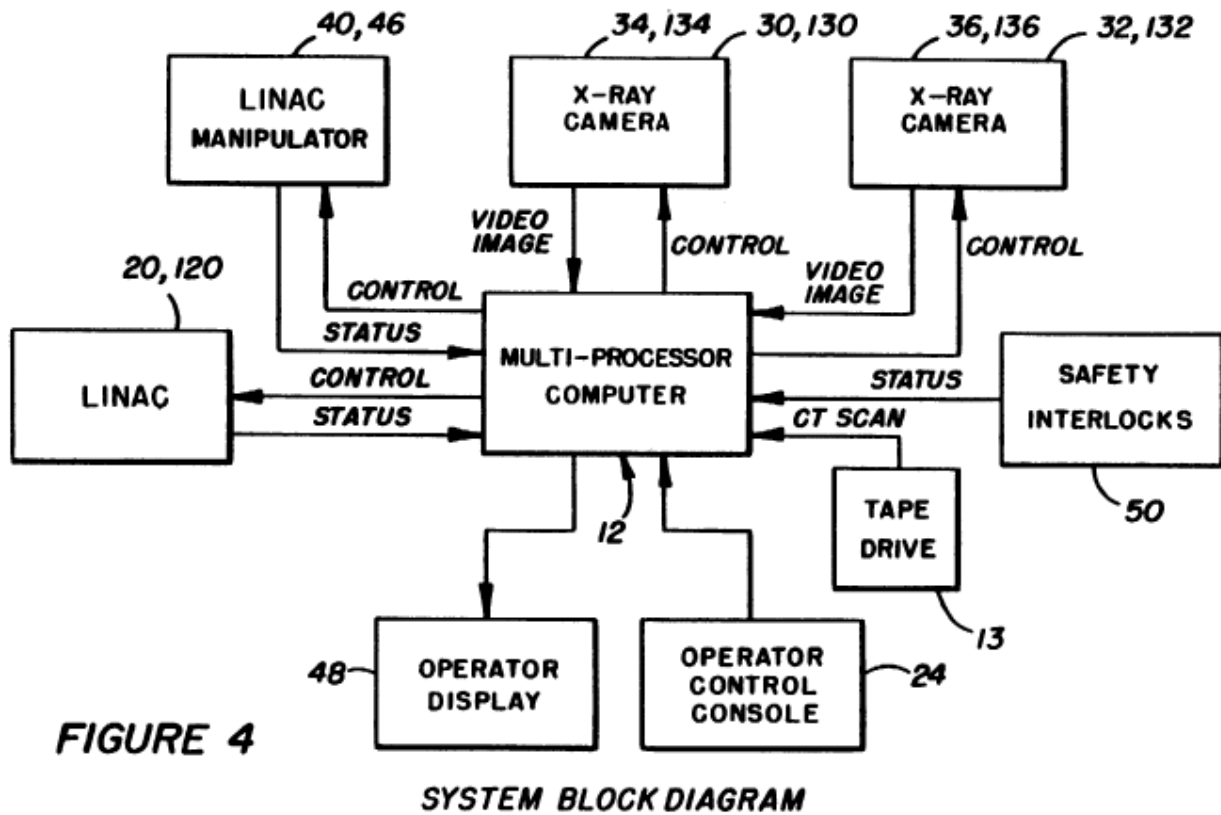 40, 46
34, 134
30, 130
36, 136
32, 132
LINAC
MANIPULATOR
X-RAY
CAMERA
X-RAY
CAMERA
VIDEO
IMAGE
CONTROL
VIDEO
IMAGE
CONTROL
20, 120
CONTROL
STATUS
CONTROL
STATUS
LINAC
MULTI-PROCESSOR
COMPUTER
STATUS
CT SCAN
SAFETY
INTERLOCKS
50
12
TAPE
DRIVE
13
48
OPERATOR
DISPLAY
OPERATOR
CONTROL
CONSOLE
24
FIGURE 4
SYSTEM BLOCK DIAGRAM